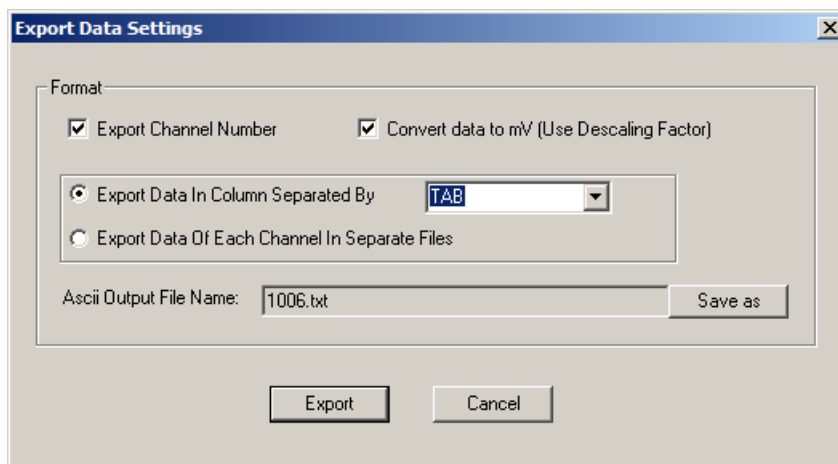 Export Data Settings
Format
Export Channel Number
Convert data to mV (Use Descaling Factor)
Export Data In Column Separated By
TAB
Export Data Of Each Channel In Separate Files
Ascii Output File Name:
1006.txt
Save as
Export
Cancel